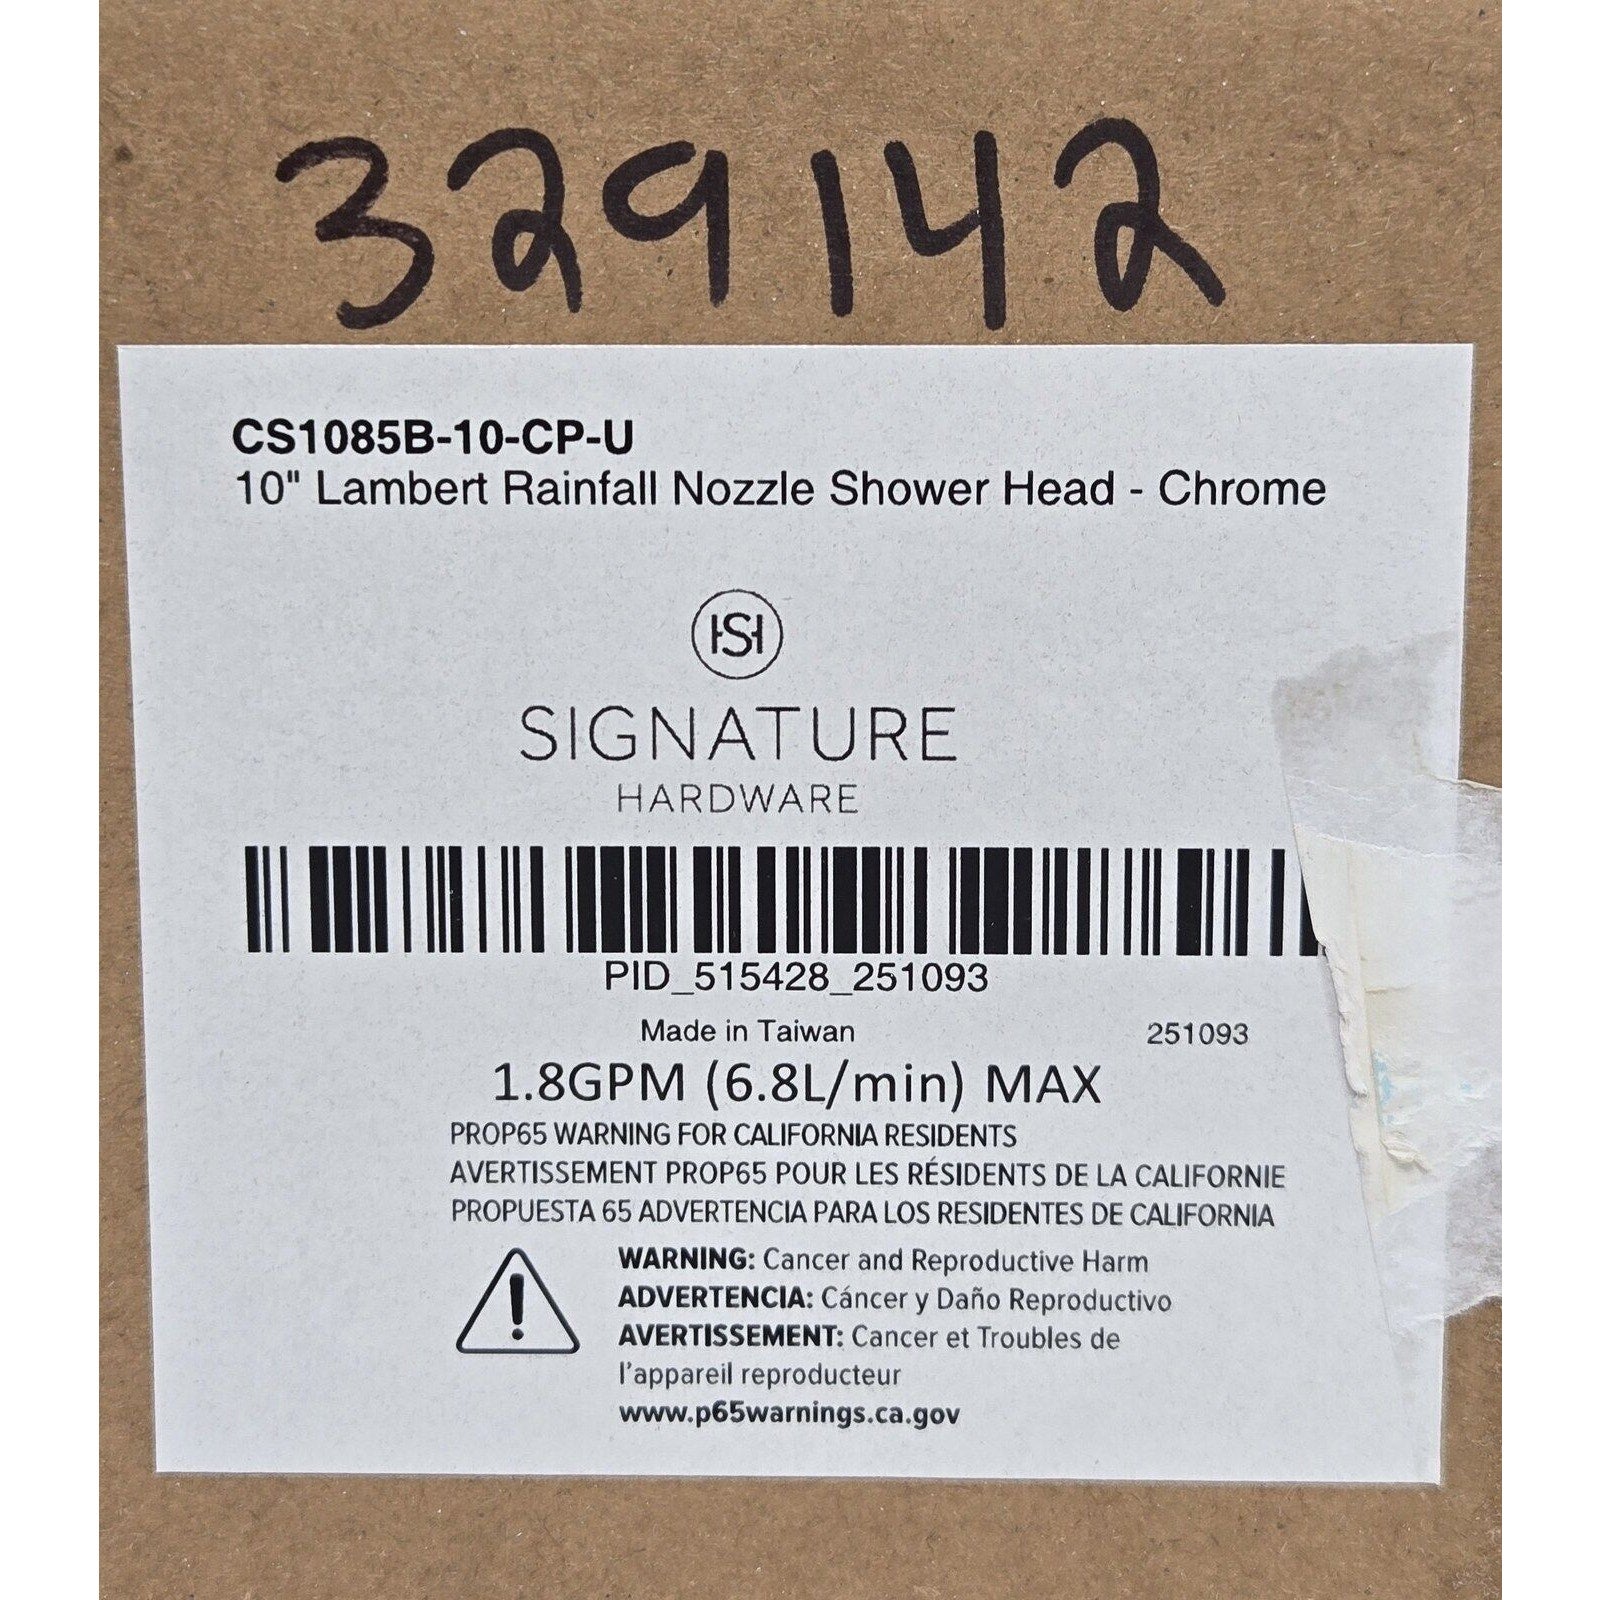 329142
CS1085B-10-CP-U
10" Lambert Rainfall Nozzle Shower Head - Chrome
HSH
SIGNATURE
HARDWARE
PID_515428_251093
Made in Taiwan 251093
1.8GPM (6.8L/min) MAX
PROP65 WARNING FOR CALIFORNIA RESIDENTS
AVERTISSEMENT PROP65 POUR LES RÉSIDENTS DE LA CALIFORNIE
PROPUESTA 65 ADVERTENCIA PARA LOS RESIDENTES DE CALIFORNIA
WARNING: Cancer and Reproductive Harm
ADVERTENCIA: Cáncer y Daño Reproductivo
AVERTISSEMENT: Cancer et Troubles de
l'appareil reproducteur
www.p65warnings.ca.gov